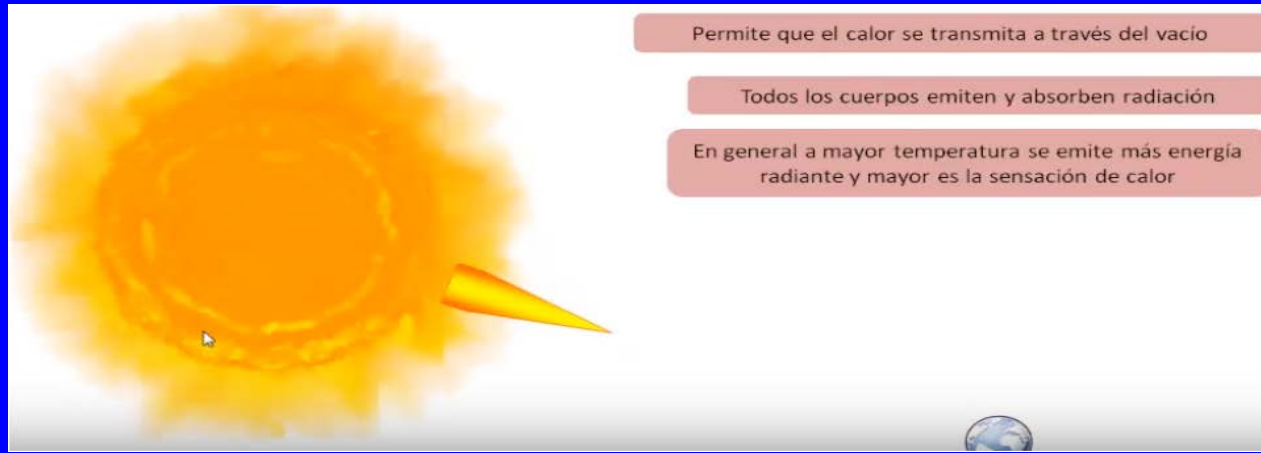 Permite que el calor se transmita a través del vacío
Todos los cuerpos emiten y absorben radiación
En general a mayor temperatura se emite más energía
radiante y mayor es la sensación de calor